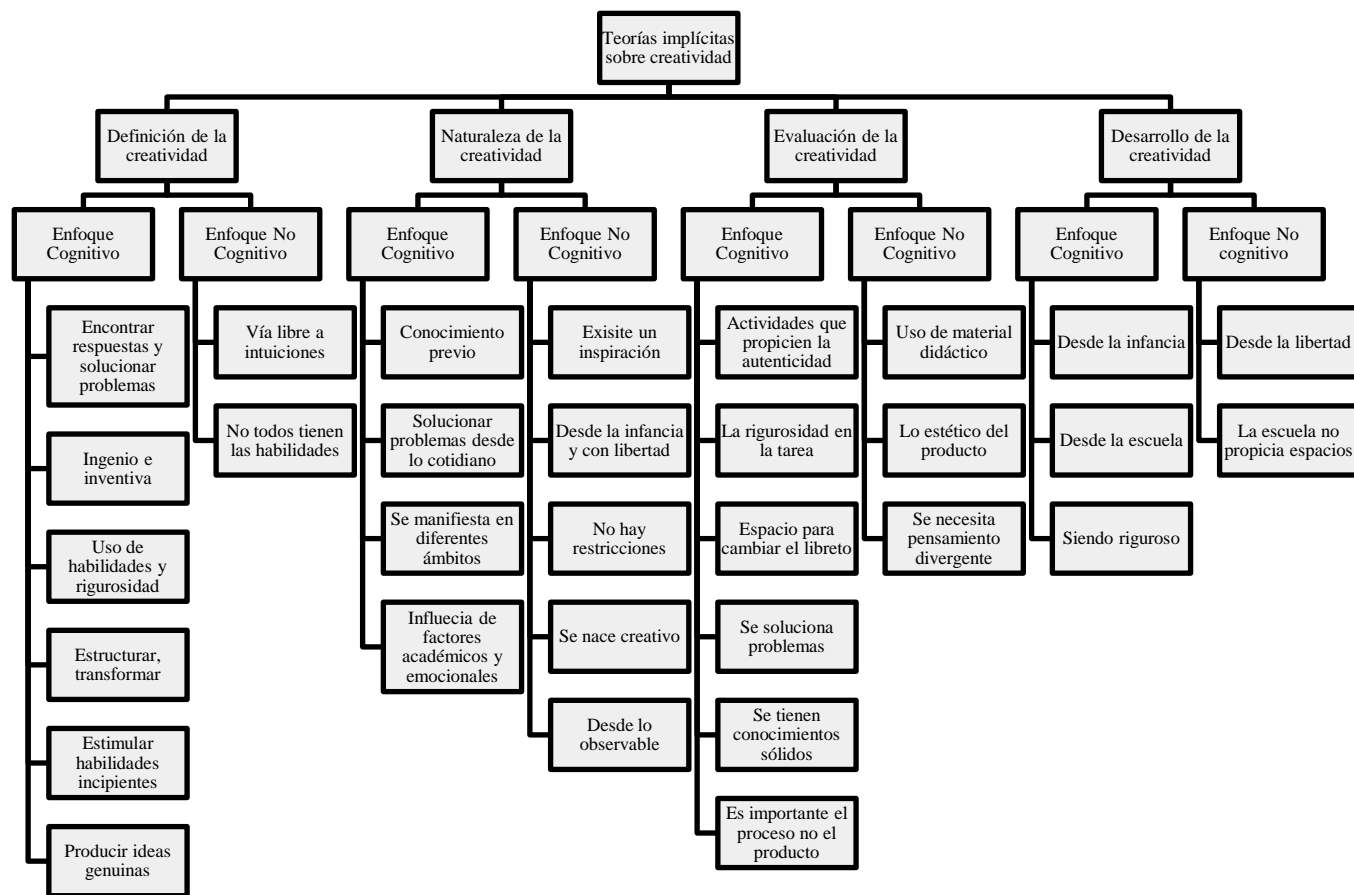 Teorías implícitas
sobre creatividad
Definición de la
creatividad
Enfoque
Cognitivo
Encontrar
respuestas y
solucionar
problemas
Ingenio e
inventiva
Uso de
habilidades y
rigurosidad
Estructurar,
transformar
Estimular
habilidades
incipientes
Producir ideas
genuinas
Enfoque No
Cognitivo
Vía libre a
intuiciones
No todos tienen
las habilidades
Naturaleza de la
creatividad
Enfoque
Cognitivo
Conocimiento
previo
Solucionar
problemas desde
lo cotidiano
Se manifiesta en
diferentes
ámbitos
Influecia de
factores
académicos y
emocionales
Enfoque No
Cognitivo
Exisite un
inspiración
Desde la infancia
y con libertad
No hay
restricciones
Se nace creativo
Desde lo
observable
Evaluación de la
creatividad
Enfoque
Cognitivo
Actividades que
propicien la
autenticidad
La rigurosidad en
la tarea
Espacio para
cambiar el libreto
Se soluciona
problemas
Se tienen
conocimientos
sólidos
Es importante el
proceso no el
producto
Enfoque No
Cognitivo
Uso de material
didáctico
Lo estético del
producto
Se necesita
pensamiento
divergente
Desarrollo de la
creatividad
Enfoque
Cognitivo
Desde la infancia
Desde la escuela
Siendo riguroso
Enfoque No
cognitivo
Desde la libertad
La escuela no
propicia espacios